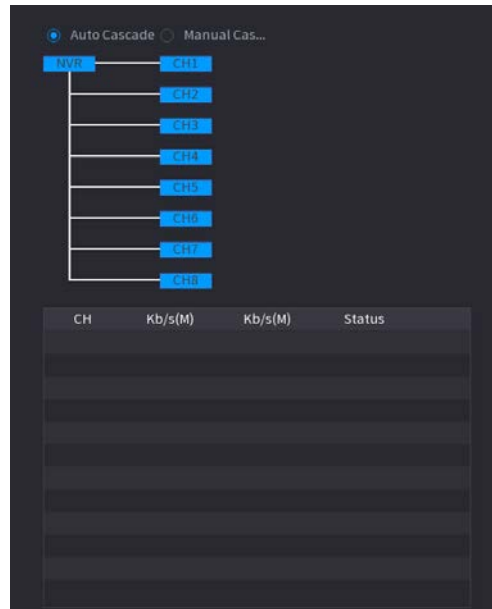 Auto Cascade Manual Cas...
NVR CH1
CH2
CH3
CH4
CH5
CH6
CH7
CH8
CH Kb/s(M) Kb/s(M) Status